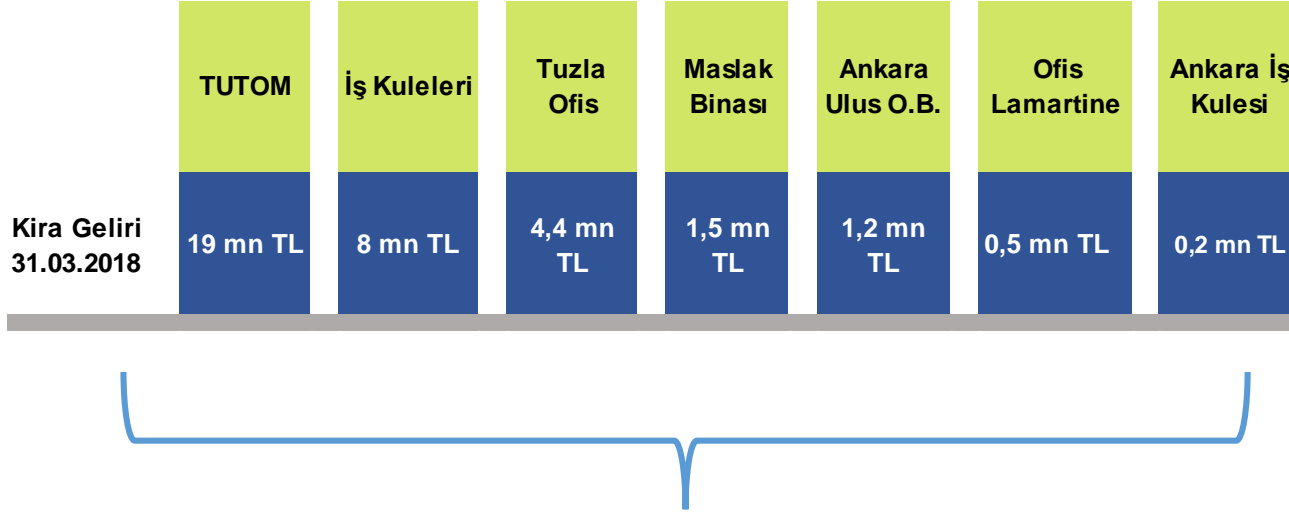 TUTOM
İş Kuleleri
Tuzla
Ofis
Maslak
Binası
Ankara
Ulus O.B.
Ofis
Lamartine
Ankara İş
Kulesi
Kira Geliri
31.03.2018
19 mn TL
8 mn TL
4,4 mn
TL
1,5 mn
TL
1,2 mn
TL
0,5 mn TL
0,2 mn TL